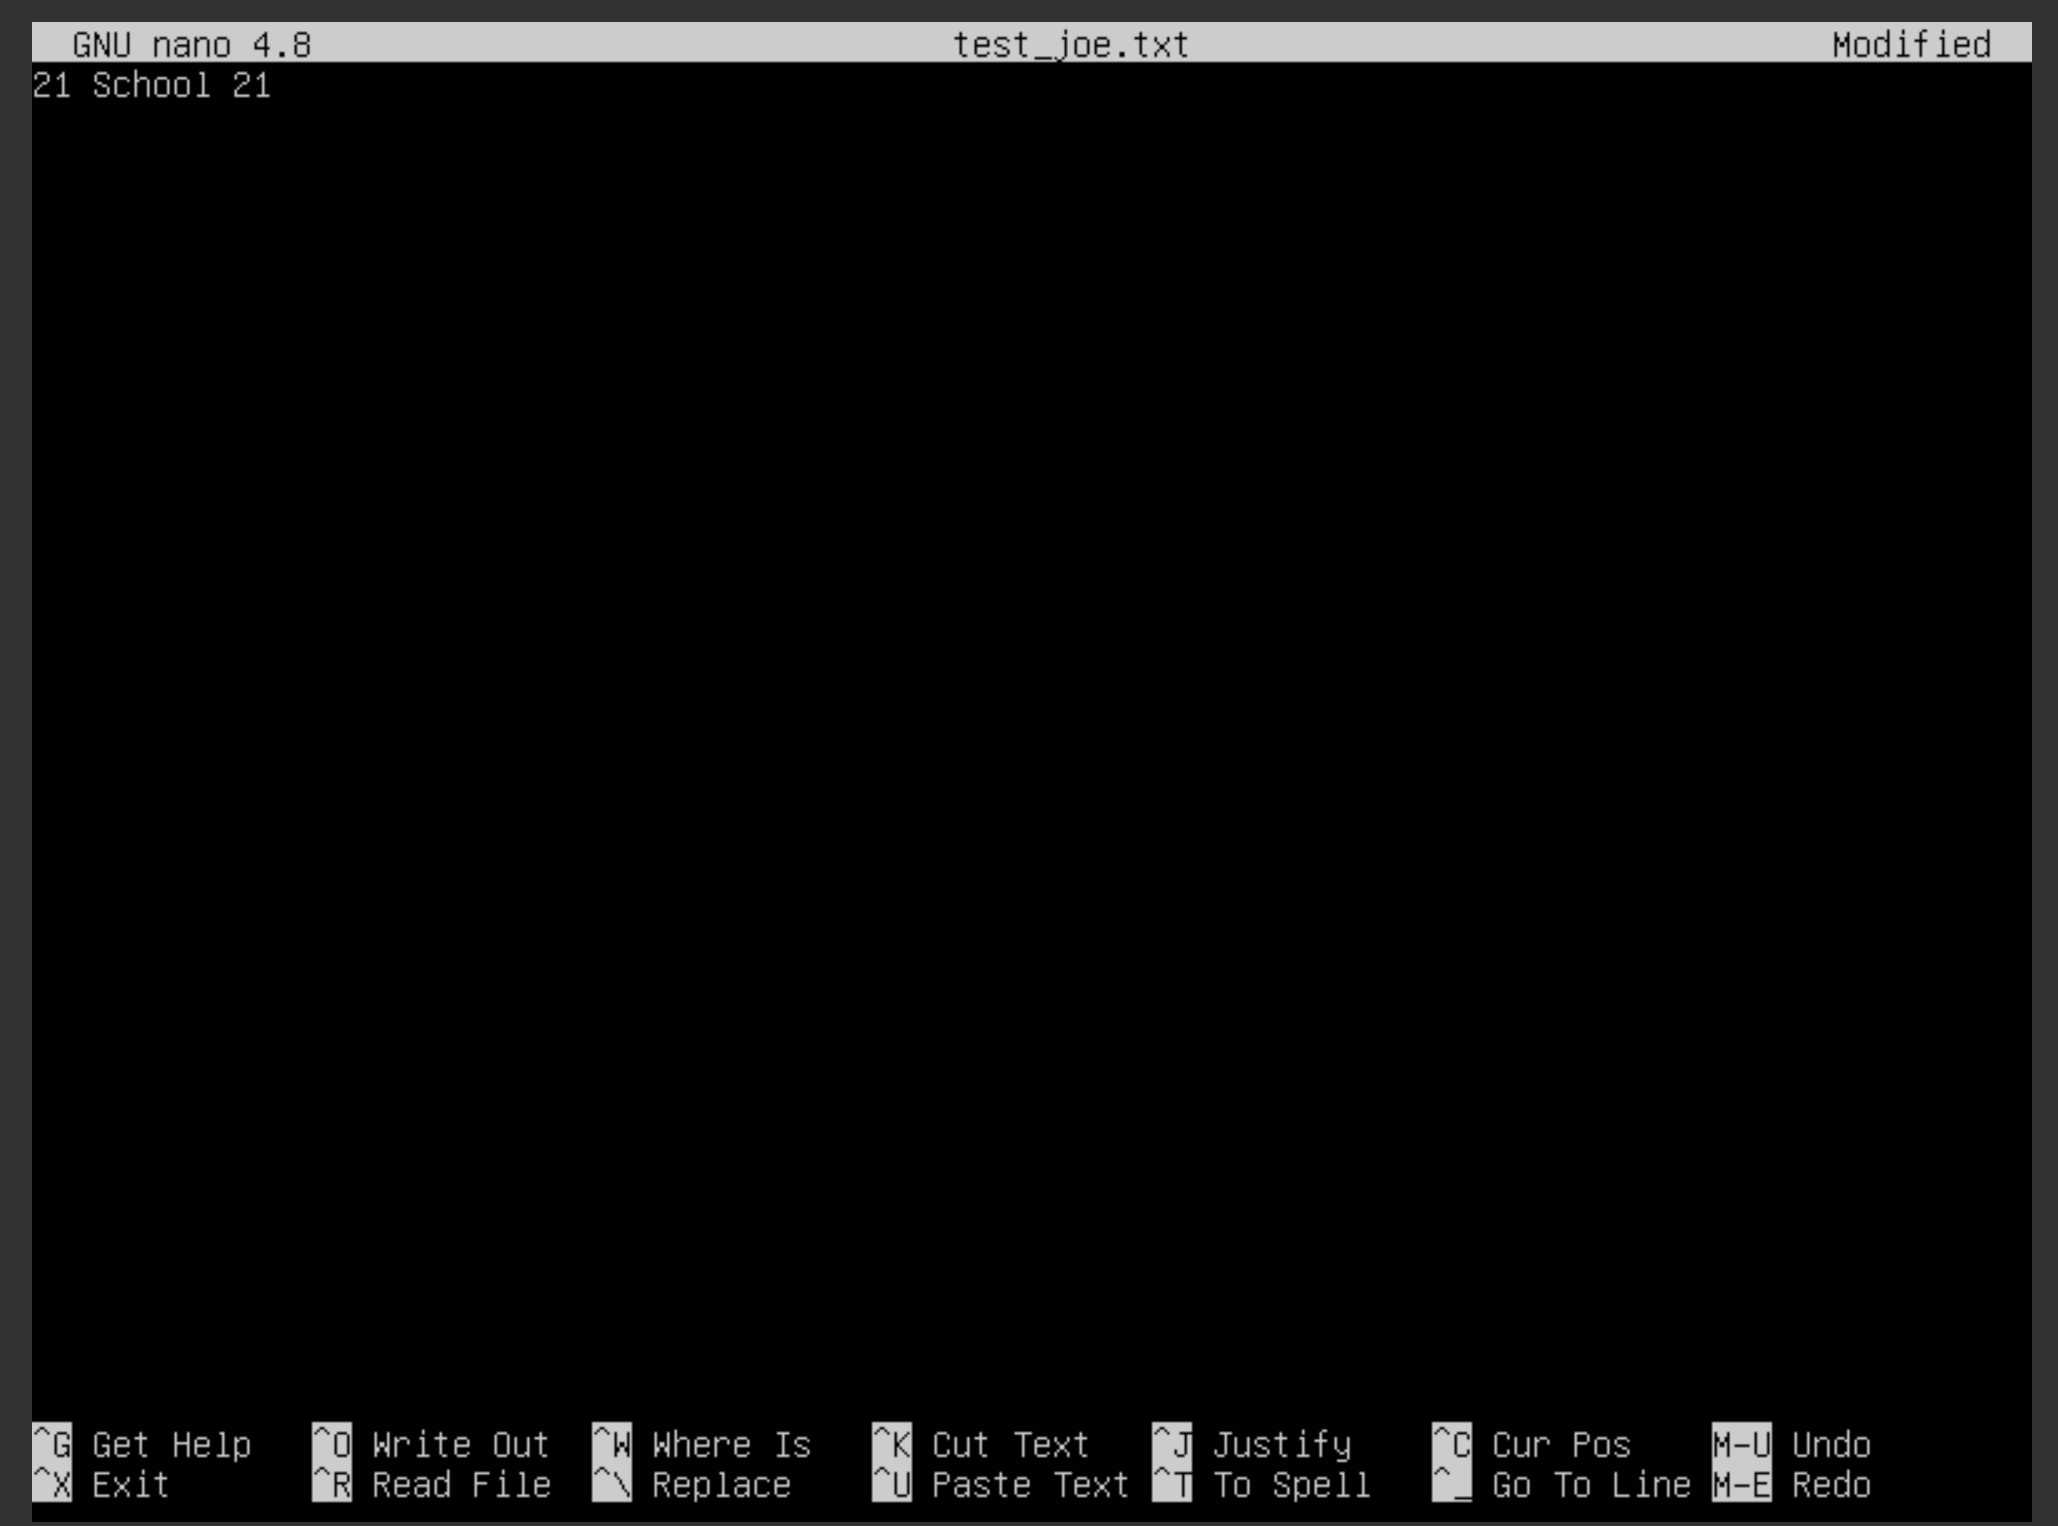 GNU nano 4.8 test_joe.txt Modified
21 School 21
^G Get Help ^O Write Out ^W Where Is ^K Cut Text ^J Justify ^C Cur Pos M-U Undo
^X Exit ^R Read File ^\ Replace ^U Paste Text ^T To Spell ^_ Go To Line M-E Redo